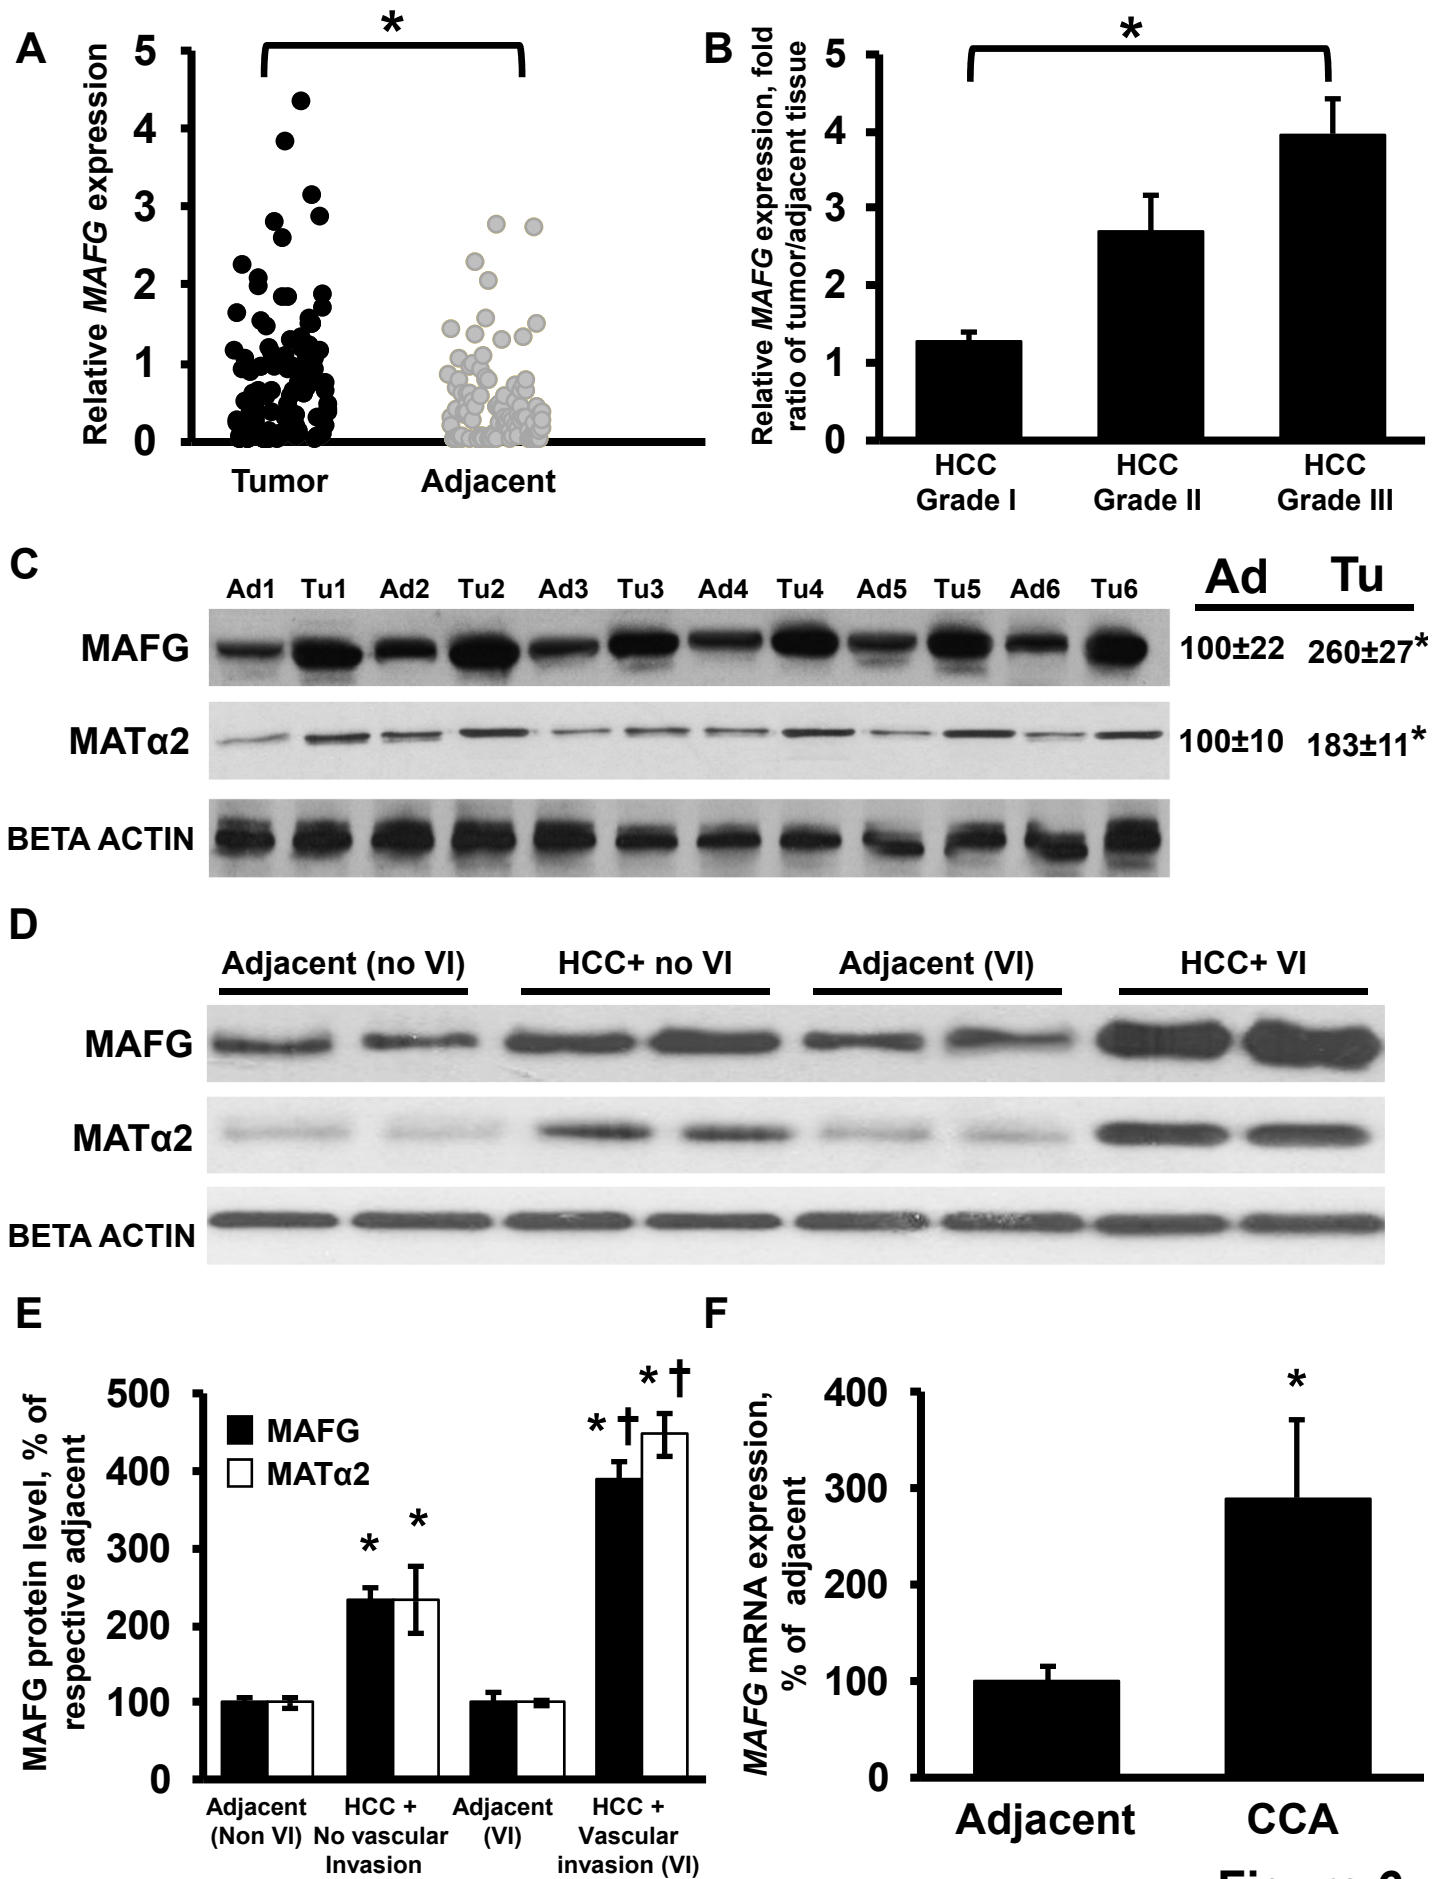 A
Relative MAFG expression
5
4
3
2
1
0
*
Tumor
Adjacent
B
Relative MAFG expression, fold
ratio of tumor/adjacent tissue
5
4
3
2
1
0
*
HCC
Grade I
HCC
Grade II
HCC
Grade III
C
Ad1 Tu1 Ad2 Tu2 Ad3 Tu3 Ad4 Tu4 Ad5 Tu5 Ad6 Tu6
Ad Tu
MAFG
100±22 260±27*
MATα2
100±10 183±11*
BETA ACTIN
D
Adjacent (no VI) HCC+ no VI Adjacent (VI) HCC+ VI
MAFG
MATα2
BETA ACTIN
E
MAFG protein level, % of
respective adjacent
500
400
300
200
100
0
MAFG
MATα2
*
*
* †
* †
Adjacent
(Non VI)
HCC +
No vascular
Invasion
Adjacent
(VI)
HCC +
Vascular
invasion (VI)
F
MAFG mRNA expression,
% of adjacent
400
300
200
100
0
*
Adjacent
CCA